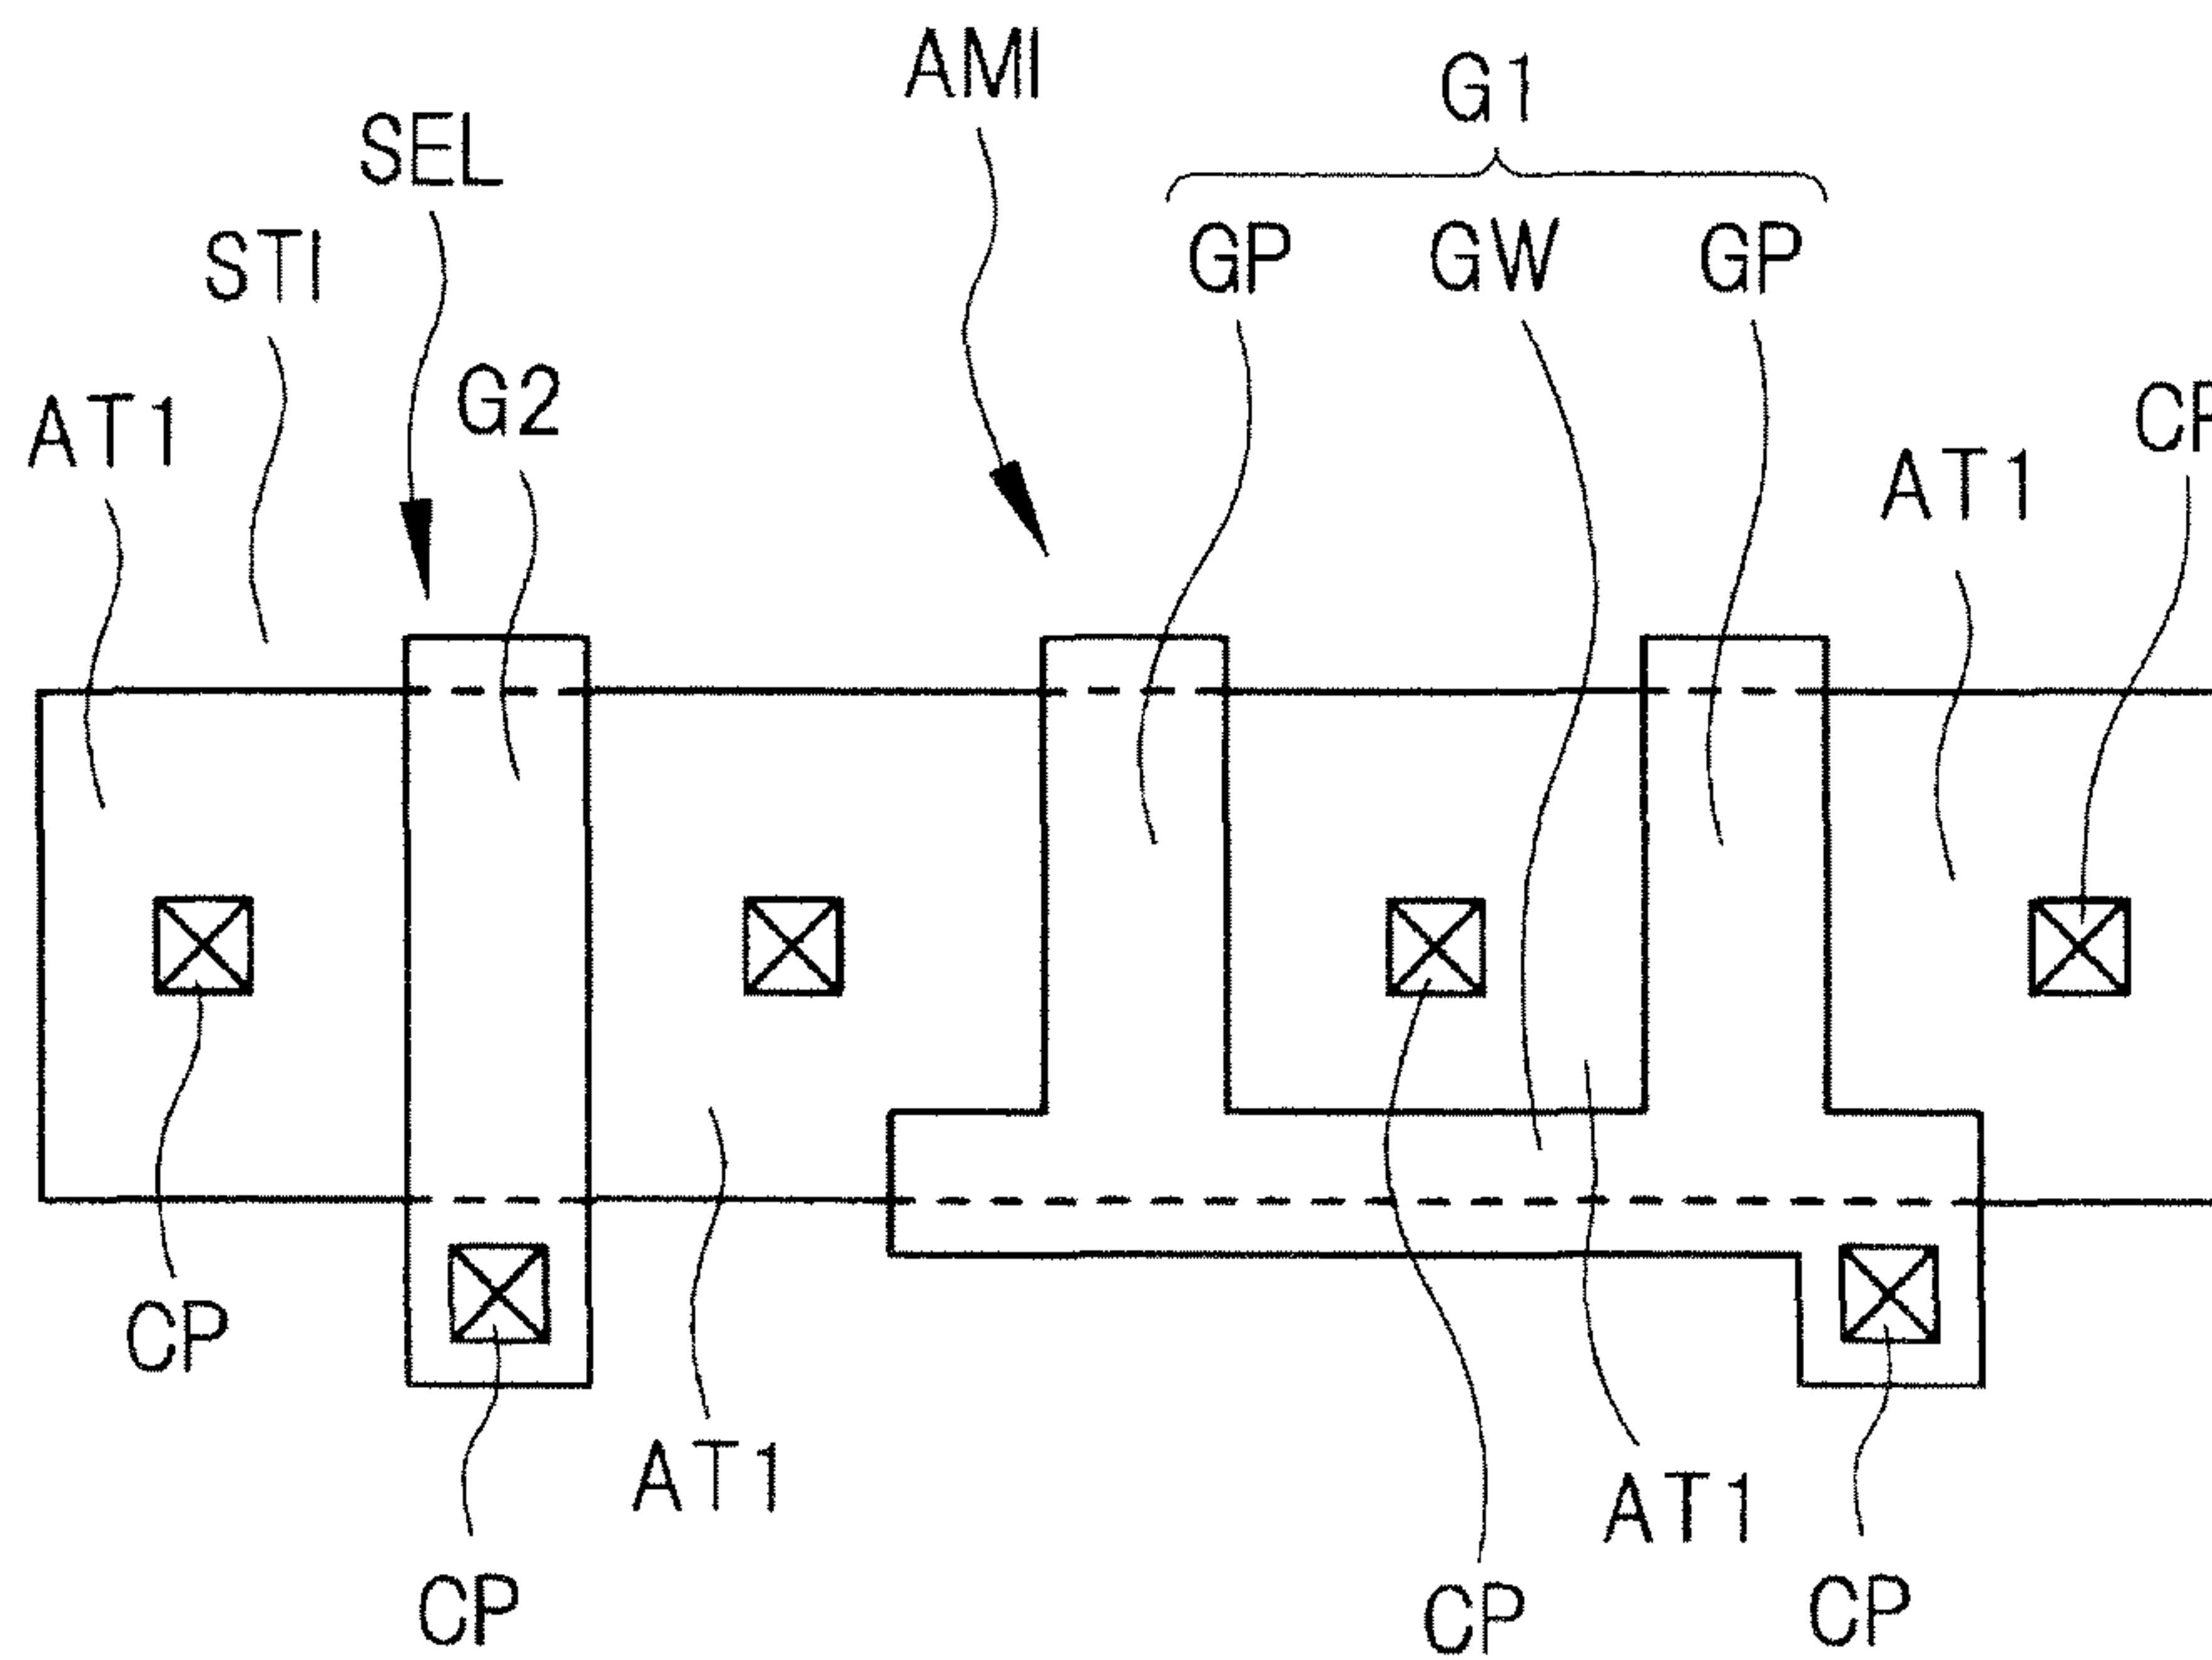 AMI
G1
SEL
GP GW GP
STI
G2
AT1
CP
AT1
CP
AT1
AT1
CP
CP
CP